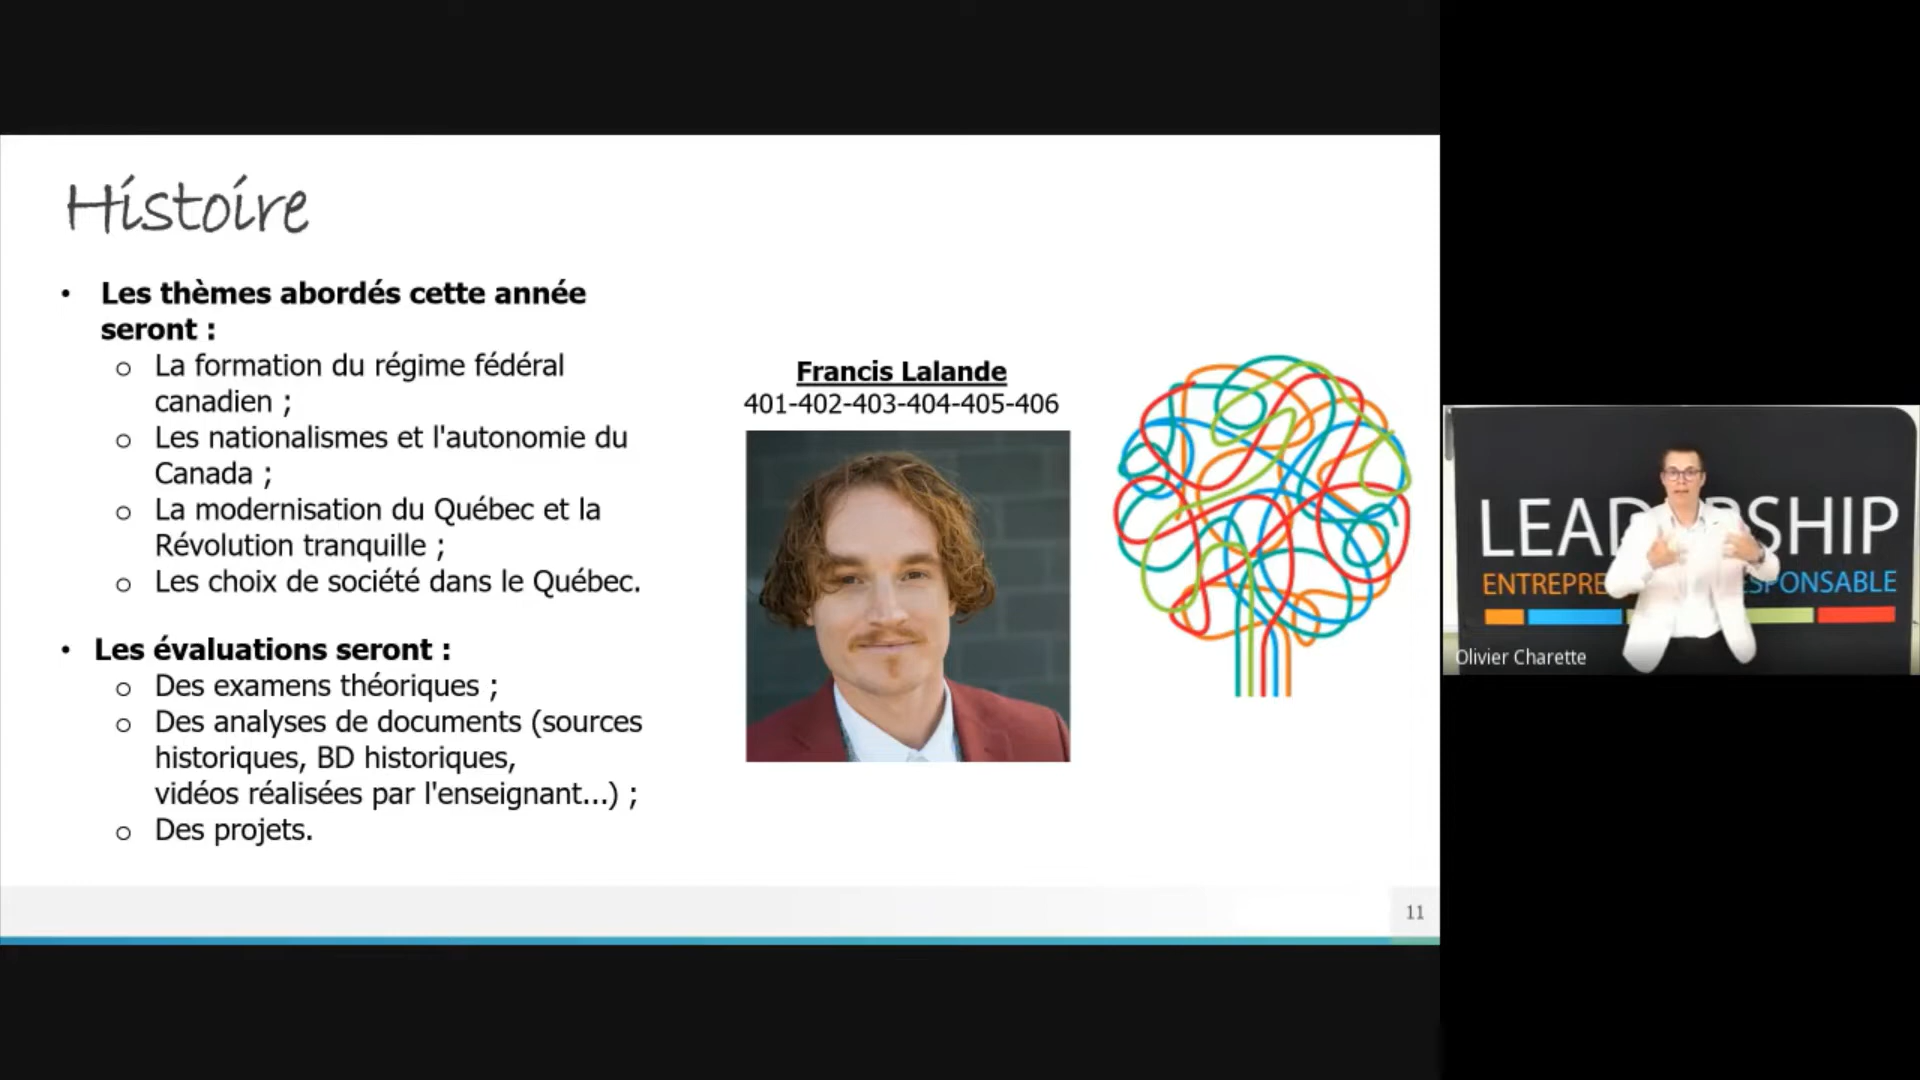 Histoire
• Les thèmes abordés cette année
seront :
o La formation du régime fédéral
canadien ;
o Les nationalismes et l'autonomie du
Canada ;
o La modernisation du Québec et la
Révolution tranquille ;
o Les choix de société dans le Québec.
• Les évaluations seront :
o Des examens théoriques ;
o Des analyses de documents (sources
historiques, BD historiques,
vidéos réalisées par l'enseignant...) ;
o Des projets.
Francis Lalande
401-402-403-404-405-406
11
LEAD SHIP
ENTREPRE SPONSABLE
Olivier Charette